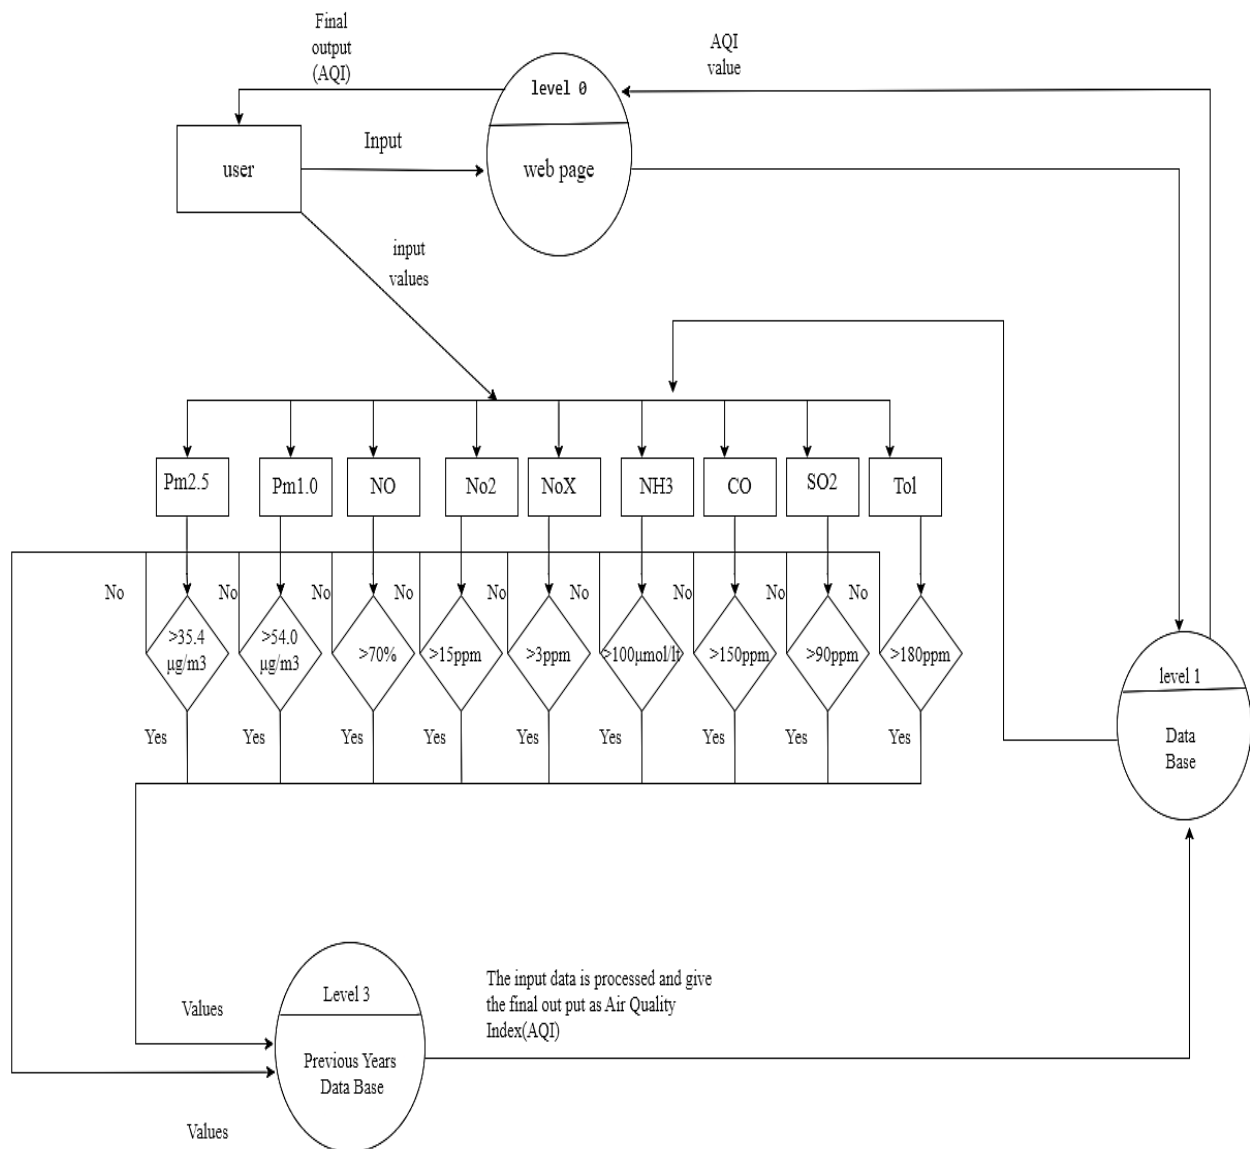 Final
output
(AQI)
AQI
value
level 0
Input
user
web page
input
values
Pm2.5
Pm1.0
NO
No2
NoX
NH3
CO
SO2
Tol
No
No
No
No
No
No
No
No
No
>35.4
µg/m3
>54.0
µg/m3
>70%
>15ppm
>3ppm
>100µmol/lt
>150ppm
>90ppm
>180ppm
level 1
Data
Base
Yes
Yes
Yes
Yes
Yes
Yes
Yes
Yes
Yes
Level 3
Previous Years
Data Base
The input data is processed and give
the final out put as Air Quality
Index(AQI)
Values
Values